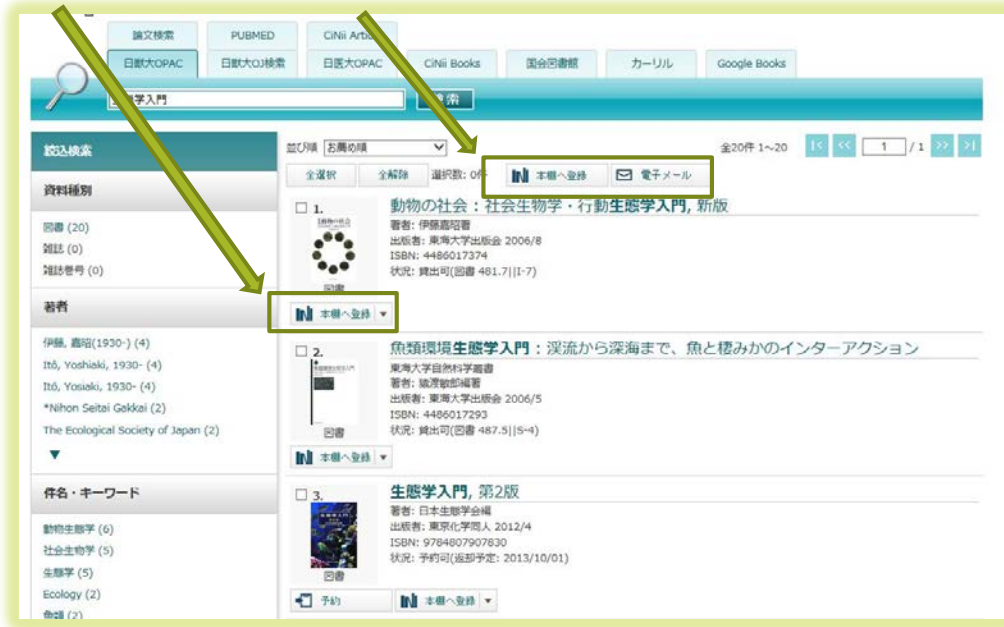 論文検索 PUBMED CiNii Artic
日獣大OPAC 日獣大OJ検索 日医大OPAC CiNii Books 国会図書館 カーリル Google Books
学入門 検索
絞込検索
資料種別
図書 (20)
雑誌 (0)
雑誌巻号 (0)
著者
伊藤, 嘉昭(1930-) (4)
Itô, Yoshiaki, 1930- (4)
Itô, Yosiaki, 1930- (4)
*Nihon Seitai Gakkai (2)
The Ecological Society of Japan (2)
▼
件名・キーワード
動物生態学 (6)
社会生物学 (5)
生態学 (5)
Ecology (2)
魚類 (2)
並び順 お薦め順 全20件 1～20 |< << 1 / 1 >> >|
全選択 全解除 選択数: 0件 本棚へ登録 電子メール
1. 動物の社会 : 社会生物学・行動生態学入門, 新版
著者: 伊藤嘉昭著
出版者: 東海大学出版会 2006/8
ISBN: 4486017374
状況: 貸出可(図書 481.7||I-7)
図書
本棚へ登録 ▼
2. 魚類環境生態学入門 : 渓流から深海まで、魚と棲みかのインターアクション
東海大学自然科学叢書
著者: 猿渡敏郎編著
出版者: 東海大学出版会 2006/5
ISBN: 4486017293
状況: 貸出可(図書 487.5||S-4)
図書
本棚へ登録 ▼
3. 生態学入門, 第2版
著者: 日本生態学会編
出版者: 東京化学同人 2012/4
ISBN: 9784807907830
状況: 予約可(返却予定: 2013/10/01)
図書
予約 本棚へ登録 ▼